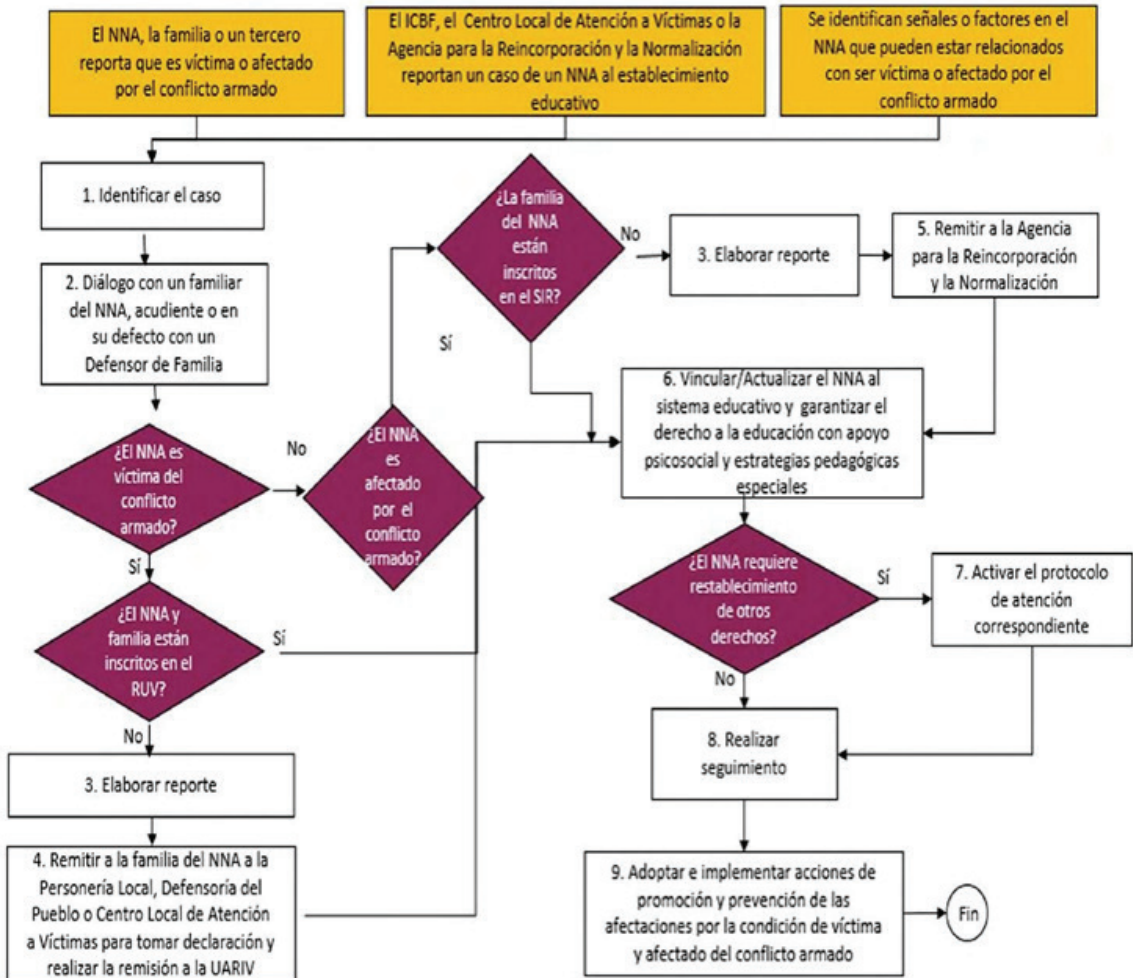 El NNA, la familia o un tercero
reporta que es víctima o afectado
por el conflicto armado
El ICBF, el Centro Local de Atención a Víctimas o la
Agencia para la Reincorporación y la Normalización
reportan un caso de un NNA al establecimiento
educativo
Se identifican señales o factores en el
NNA que pueden estar relacionados
con ser víctima o afectado por el
conflicto armado
1. Identificar el caso
2. Diálogo con un familiar
del NNA, acudiente o en
su defecto con un
Defensor de Familia
¿El NNA es
víctima del
conflicto
armado?
No
Sí
¿El NNA
es
afectado
por el
conflicto
armado?
¿La familia
del NNA
están
inscritos
en el SIR?
No
Sí
3. Elaborar reporte
5. Remitir a la Agencia
para la Reincorporación
y la Normalización
¿El NNA y
familia están
inscritos en el
RUV?
Sí
No
3. Elaborar reporte
4. Remitir a la familia del NNA a la
Personería Local, Defensoría del
Pueblo o Centro Local de Atención
a Víctimas para tomar declaración y
realizar la remisión a la UARIV
6. Vincular/Actualizar el NNA al
sistema educativo y garantizar el
derecho a la educación con apoyo
psicosocial y estrategias pedagógicas
especiales
¿El NNA requiere
restablecimiento
de otros
derechos?
Sí
No
7. Activar el protocolo
de atención
correspondiente
8. Realizar
seguimiento
9. Adoptar e implementar acciones de
promoción y prevención de las
afectaciones por la condición de víctima
y afectado del conflicto armado
Fin